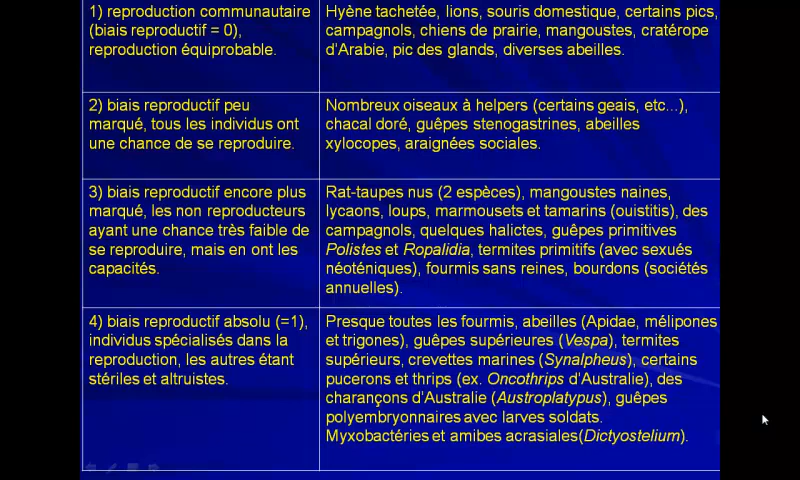 1) reproduction communautaire
(biais reproductif = 0),
reproduction équiprobable.
Hyène tachetée, lions, souris domestique, certains pics,
campagnols, chiens de prairie, mangoustes, cratérope
d'Arabie, pic des glands, diverses abeilles.
2) biais reproductif peu
marqué, tous les individus ont
une chance de se reproduire.
Nombreux oiseaux à helpers (certains geais, etc...),
chacal doré, guêpes stenogastrines, abeilles
xylocopes, araignées sociales.
3) biais reproductif encore plus
marqué, les non reproducteurs
ayant une chance très faible de
se reproduire, mais en ont les
capacités.
Rat-taupes nus (2 espèces), mangoustes naines,
lycaons, loups, marmousets et tamarins (ouistitis), des
campagnols, quelques halictes, guêpes primitives
Polistes et Ropalidia, termites primitifs (avec sexués
néoténiques), fourmis sans reines, bourdons (sociétés
annuelles).
4) biais reproductif absolu (=1),
individus spécialisés dans la
reproduction, les autres étant
stériles et altruistes.
Presque toutes les fourmis, abeilles (Apidae, mélipones
et trigones), guêpes supérieures (Vespa), termites
supérieurs, crevettes marines (Synalpheus), certains
pucerons et thrips (ex. Oncothrips d'Australie), des
charançons d'Australie (Austroplatypus), guêpes
polyembryonnaires avec larves soldats.
Myxobactéries et amibes acrasiales(Dictyostelium).